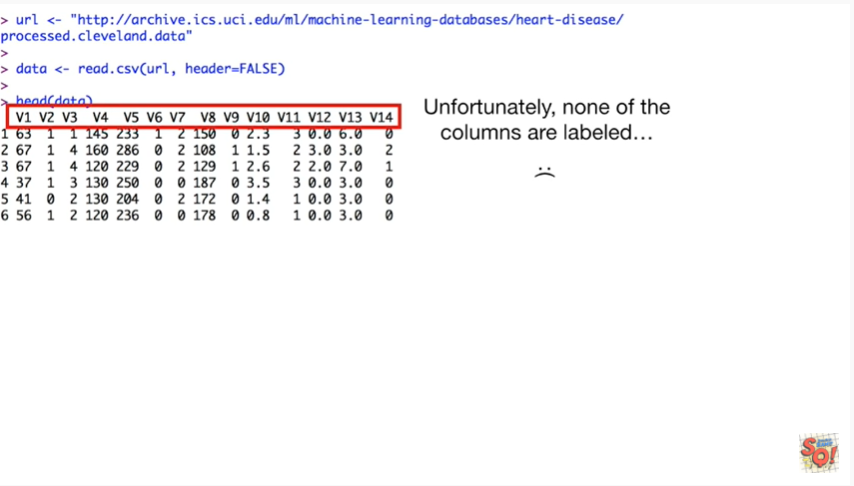 > url <- "http://archive.ics.uci.edu/ml/machine-learning-databases/heart-disease/
processed.cleveland.data"
>
> data <- read.csv(url, header=FALSE)
>
> head(data)
V1 V2 V3 V4 V5 V6 V7 V8 V9 V10 V11 V12 V13 V14
1 63 1 1 145 233 1 2 150 0 2.3 3 0.0 6.0 0
2 67 1 4 160 286 0 2 108 1 1.5 2 3.0 3.0 2
3 67 1 4 120 229 0 2 129 1 2.6 2 2.0 7.0 1
4 37 1 3 130 250 0 0 187 0 3.5 3 0.0 3.0 0
5 41 0 2 130 204 0 2 172 0 1.4 1 0.0 3.0 0
6 56 1 2 120 236 0 0 178 0 0.8 1 0.0 3.0 0
Unfortunately, none of the
columns are labeled…
:(
SQ!